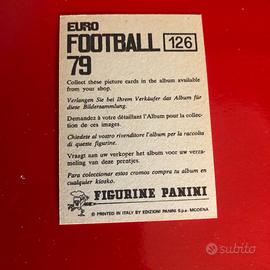 EURO
FOOTBALL 126
79
Collect these picture cards in the album available
from your shop.
Verlangen Sie bei Ihrem Verkäufer das Album für
diese Bildersammlung.
Demandez à votre détaillant l'Album pour la collec-
tion de ces images.
Chiedete al vostro rivenditore l'album per la raccolta
di queste figurine.
Vraagt aan uw verkoper het album voor uw verza-
meling van deze prentjes.
Para coleccionar estos cromos compre tu album en
cualquier kiosko.
FIGURINE PANINI
© PRINTED IN ITALY BY EDIZIONI PANINI S.p.A. MODENA
subito